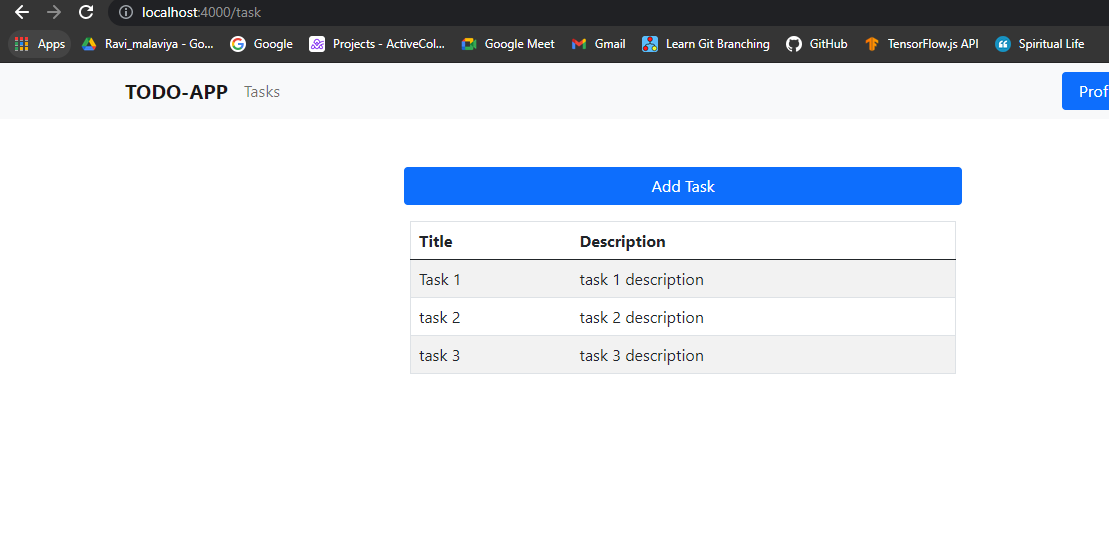 localhost:4000/task
Apps Ravi_malaviya - Go... Google Projects - ActiveCol... Google Meet Gmail Learn Git Branching GitHub TensorFlow.js API Spiritual Life
TODO-APP Tasks Prof
Add Task
Title Description
Task 1 task 1 description
task 2 task 2 description
task 3 task 3 description